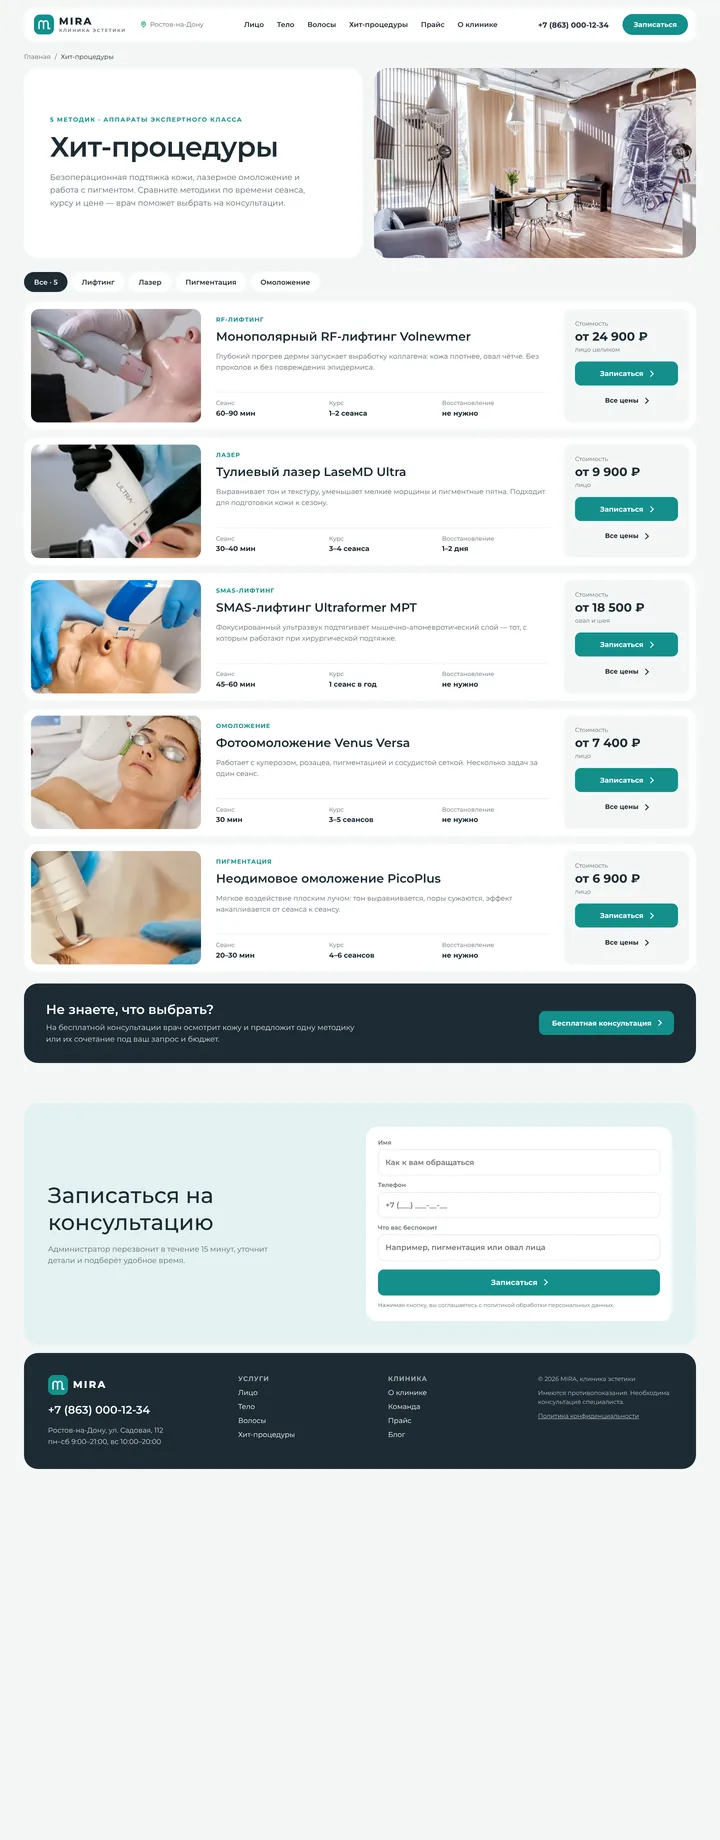 MIRA
КЛИНИКА ЭСТЕТИКИ
Ростов-на-Дону
Лицо
Тело
Волосы
Хит-процедуры
Прайс
О клинике
+7 (863) 000-12-34
Записаться
Главная / Хит-процедуры
5 МЕТОДИК · АППАРАТЫ ЭКСПЕРТНОГО КЛАССА
Хит-процедуры
Безоперационная подтяжка кожи, лазерное омоложение и
работа с пигментом. Сравните методики по времени сеанса,
курсу и цене — врач поможет выбрать на консультации.
Все · 5
Лифтинг
Лазер
Пигментация
Омоложение
RF-ЛИФТИНГ
Монополярный RF-лифтинг Volnewmer
Глубокий прогрев дермы запускает выработку коллагена: кожа плотнее, овал чётче. Без
проколов и без повреждения эпидермиса.
Сеанс
60–90 мин
Курс
1–2 сеанса
Восстановление
не нужно
Стоимость
от 24 900 ₽
лицо целиком
Записаться
Все цены
ULTRA
ЛАЗЕР
Тулиевый лазер LaseMD Ultra
Выравнивает тон и текстуру, уменьшает мелкие морщины и пигментные пятна. Подходит
для подготовки кожи к сезону.
Сеанс
30–40 мин
Курс
3–4 сеанса
Восстановление
1–2 дня
Стоимость
от 9 900 ₽
лицо
Записаться
Все цены
SMAS-ЛИФТИНГ
SMAS-лифтинг Ultraformer MPT
Фокусированный ультразвук подтягивает мышечно-апоневротический слой — тот, с
которым работают при хирургической подтяжке.
Сеанс
45–60 мин
Курс
1 сеанс в год
Восстановление
не нужно
Стоимость
от 18 500 ₽
овал и шея
Записаться
Все цены
ОМОЛОЖЕНИЕ
Фотоомоложение Venus Versa
Работает с куперозом, розацеа, пигментацией и сосудистой сеткой. Несколько задач за
один сеанс.
Сеанс
30 мин
Курс
3–5 сеансов
Восстановление
не нужно
Стоимость
от 7 400 ₽
лицо
Записаться
Все цены
ПИГМЕНТАЦИЯ
Неодимовое омоложение PicoPlus
Мягкое воздействие плоским лучом: тон выравнивается, поры сужаются, эффект
накапливается от сеанса к сеансу.
Сеанс
20–30 мин
Курс
4–6 сеансов
Восстановление
не нужно
Стоимость
от 6 900 ₽
лицо
Записаться
Все цены
Не знаете, что выбрать?
На бесплатной консультации врач осмотрит кожу и предложит одну методику
или их сочетание под ваш запрос и бюджет.
Бесплатная консультация
Записаться на
консультацию
Администратор перезвонит в течение 15 минут, уточнит
детали и подберёт удобное время.
Имя
Как к вам обращаться
Телефон
+7 (___) ___-__-__
Что вас беспокоит
Например, пигментация или овал лица
Записаться
Нажимая кнопку, вы соглашаетесь с политикой обработки персональных данных.
MIRA
+7 (863) 000-12-34
Ростов-на-Дону, ул. Садовая, 112
пн–сб 9:00–21:00, вс 10:00–20:00
УСЛУГИ
Лицо
Тело
Волосы
Хит-процедуры
КЛИНИКА
О клинике
Команда
Прайс
Блог
© 2026 MIRA, клиника эстетики
Имеются противопоказания. Необходима
консультация специалиста.
Политика конфиденциальности